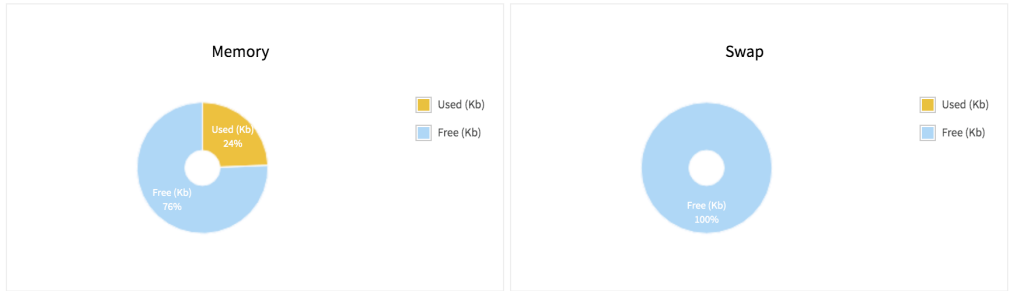 Memory
Used (Kb)
24%
Free (Kb)
76%
Used (Kb)
Free (Kb)
Swap
Free (Kb)
100%
Used (Kb)
Free (Kb)